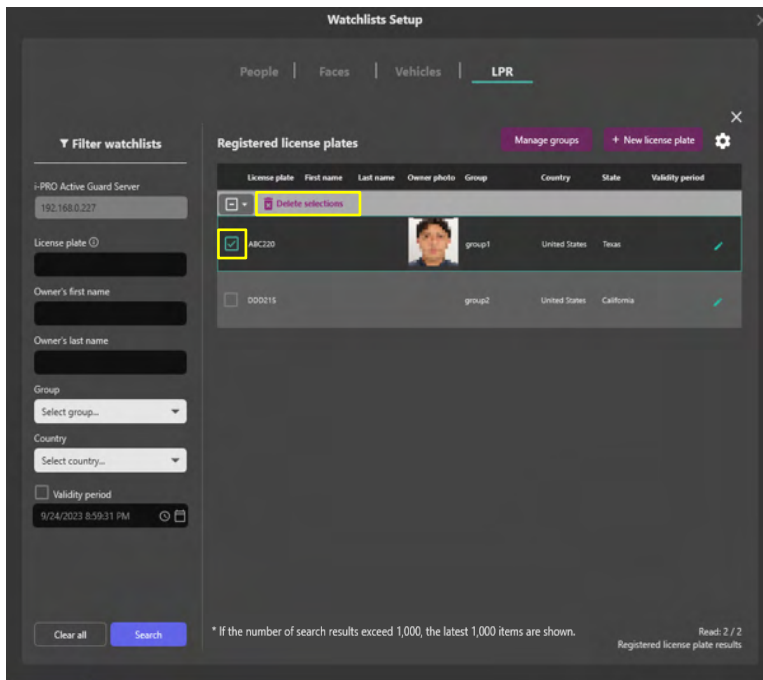 Watchlists Setup
People | Faces | Vehicles | LPR
Filter watchlists
Registered license plates
Manage groups
+ New license plate
License plate First name Last name Owner photo Group Country State Validity period
Delete selections
ABC220 group1 United States Texas
DDD215 group2 United States California
i-PRO Active Guard Server
192.168.0.227
License plate
Owner's first name
Owner's last name
Group
Select group...
Country
Select country...
Validity period
9/24/2023 8:59:31 PM
Clear all
Search
* If the number of search results exceed 1,000, the latest 1,000 items are shown.
Read: 2 / 2
Registered license plate results